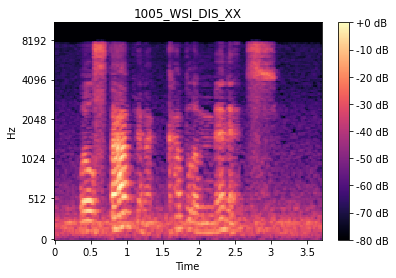 1005_WSI_DIS_XX
+0 dB
8192
-10 dB
4096
-20 dB
-30 dB
2048
Hz
-40 dB
1024
-50 dB
512
-60 dB
-70 dB
0
-80 dB
0 0.5 1 1.5 2 2.5 3 3.5
Time